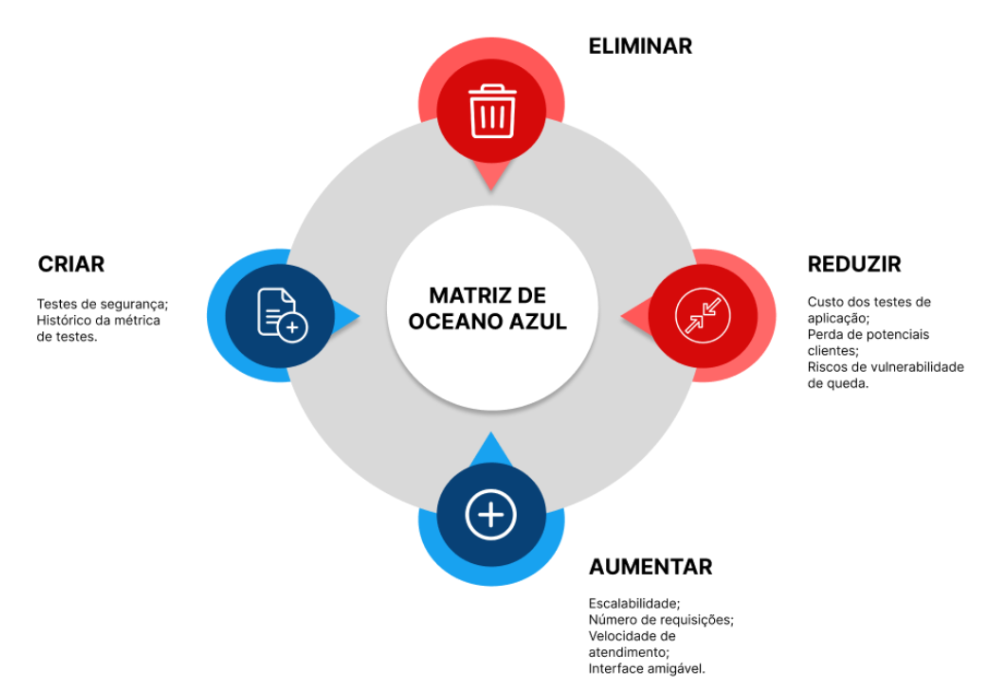 ELIMINAR
CRIAR
Testes de segurança;
Histórico da métrica
de testes.
MATRIZ DE
OCEANO AZUL
REDUZIR
Custo dos testes de
aplicação;
Perda de potenciais
clientes;
Riscos de vulnerabilidade
de queda.
AUMENTAR
Escalabilidade;
Número de requisições;
Velocidade de
atendimento;
Interface amigável.